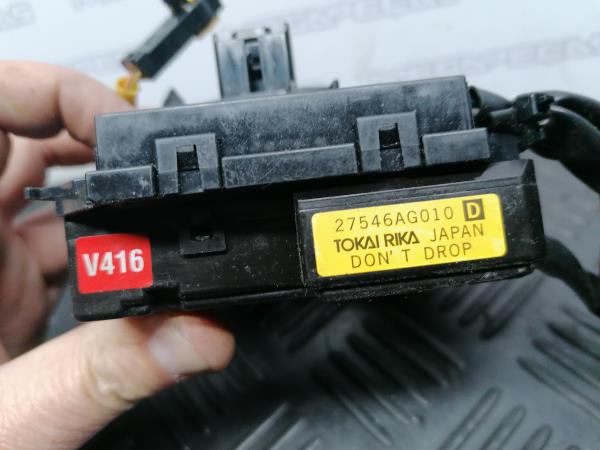 27546AG010 D
TOKAI RIKA JAPAN
DON'T DROP
V416